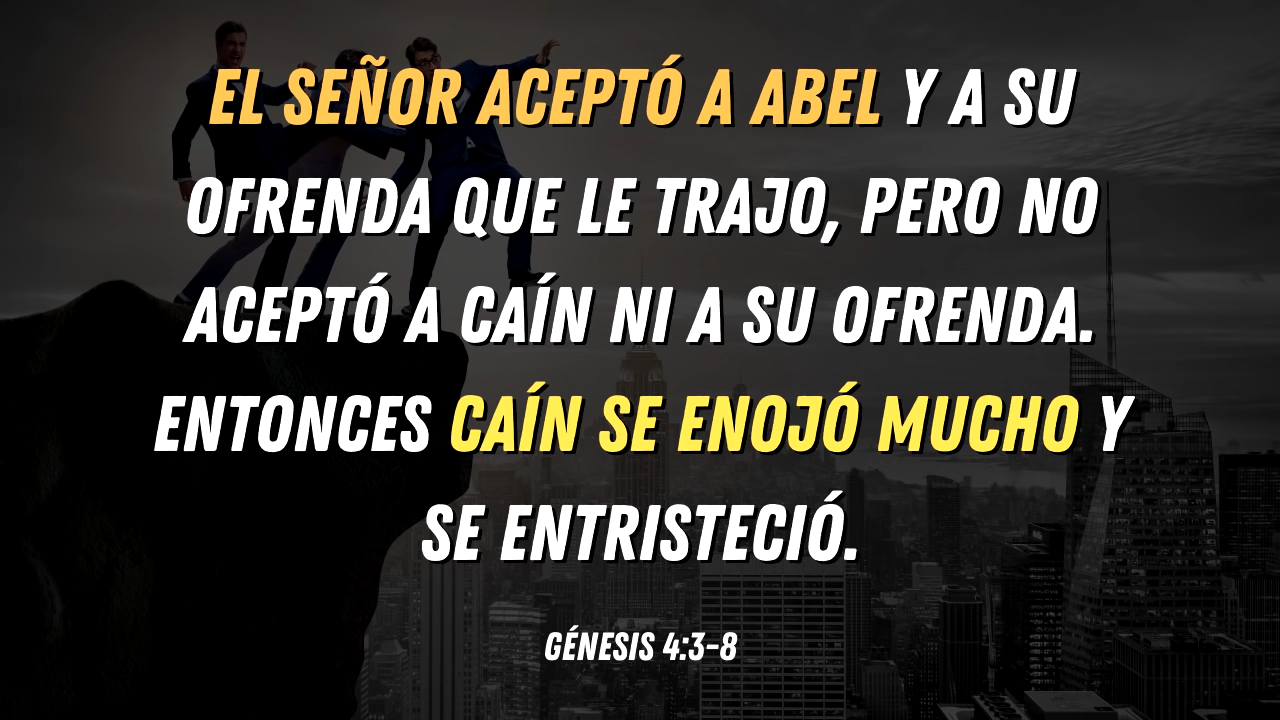 EL SEÑOR ACEPTÓ A ABEL Y A SU
OFRENDA QUE LE TRAJO, PERO NO
ACEPTÓ A CAÍN NI A SU OFRENDA.
ENTONCES CAÍN SE ENOJÓ MUCHO Y
SE ENTRISTECIÓ.
GÉNESIS 4:3-8